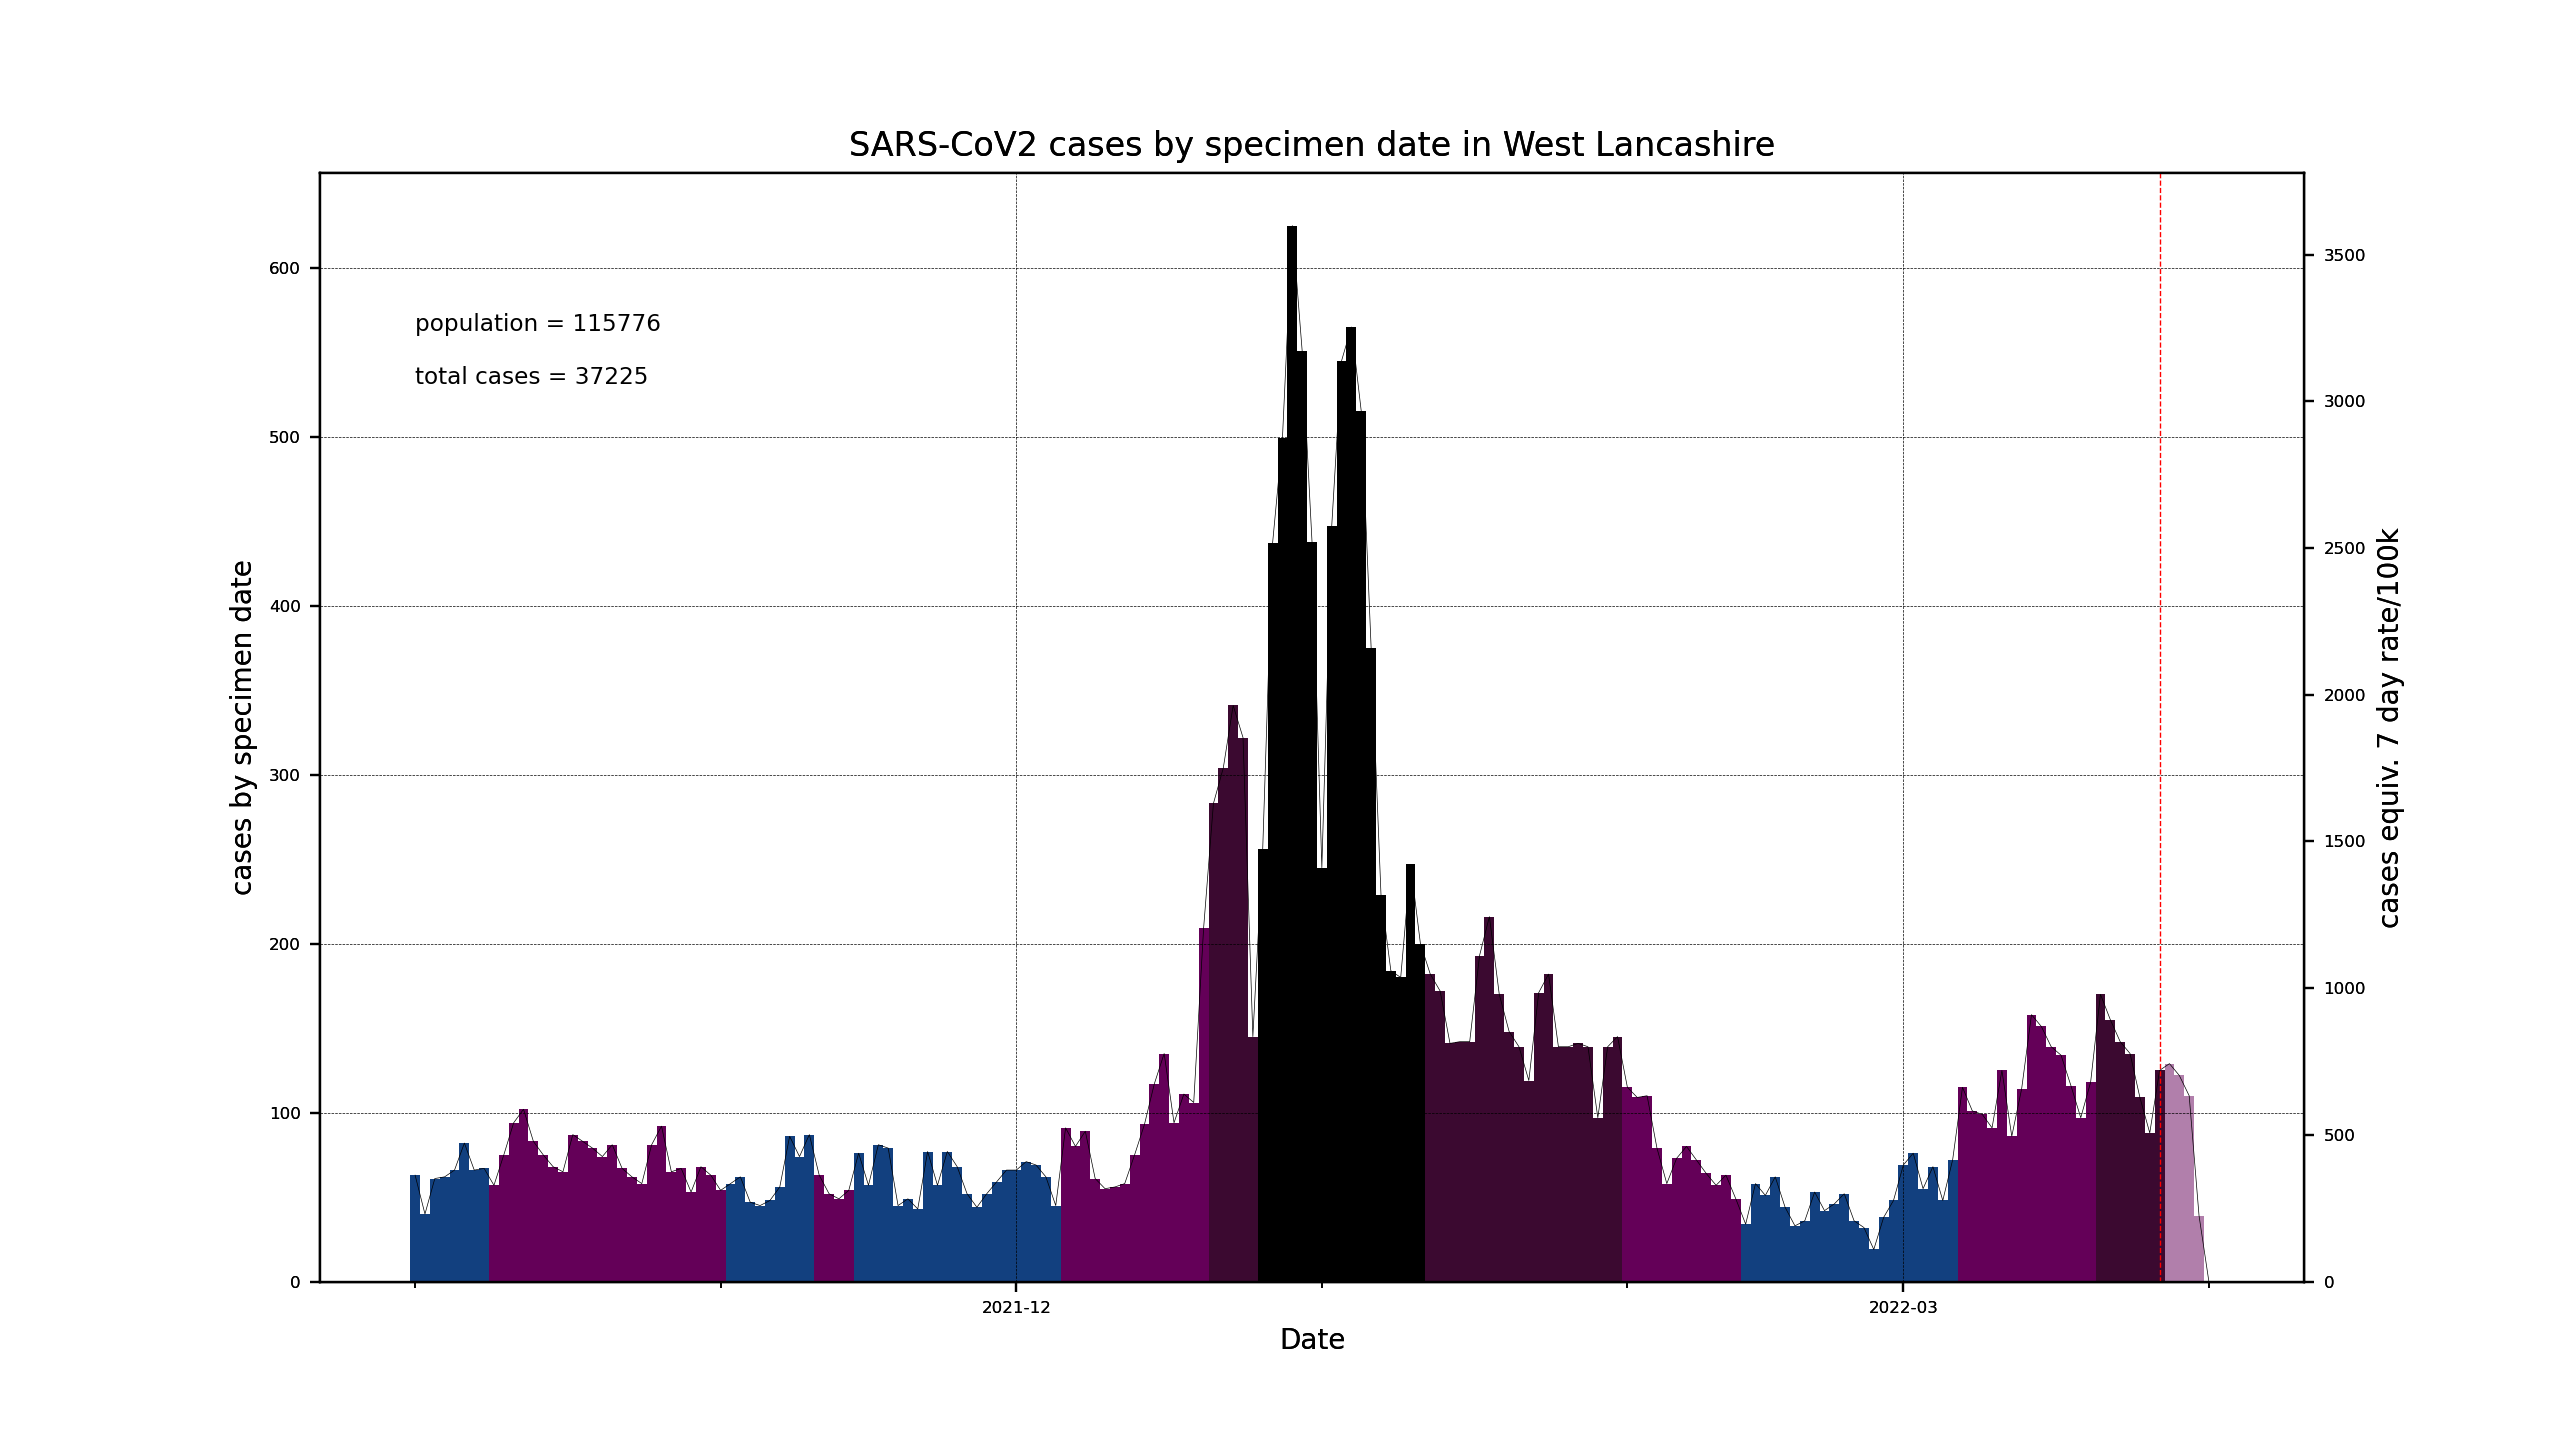 SARS-CoV2 cases by specimen date in West Lancashire
population = 115776
total cases = 37225
cases by specimen date
600
500
400
300
200
100
0
3500
3000
2500
2000
1500
1000
500
0
cases equiv. 7 day rate/100k
2021-12
2022-03
Date